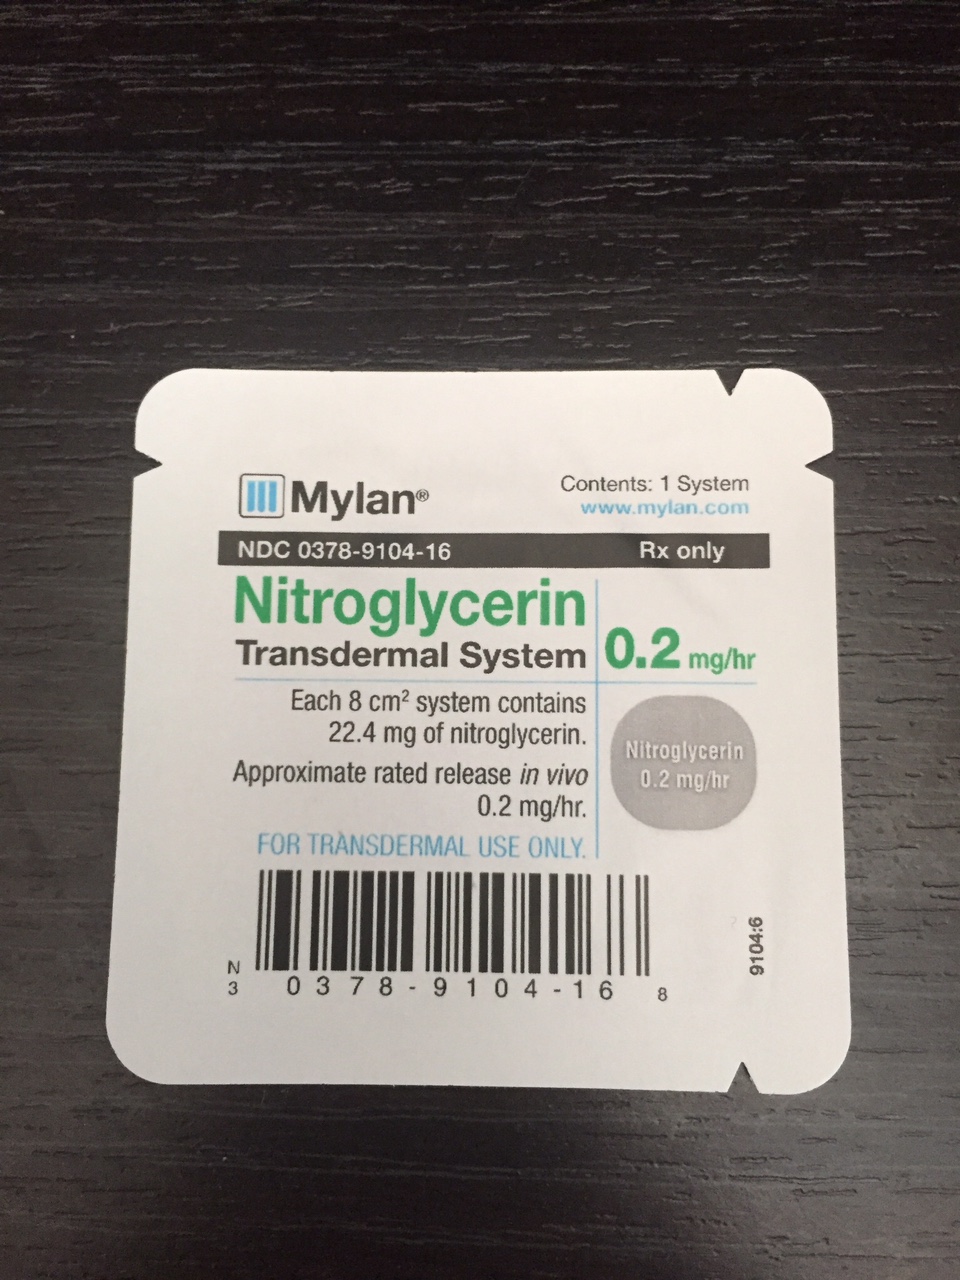 Mylan®
Contents: 1 System
www.mylan.com
NDC 0378-9104-16 Rx only
Nitroglycerin
Transdermal System
0.2 mg/hr
Each 8 cm² system contains
22.4 mg of nitroglycerin.
Approximate rated release in vivo
0.2 mg/hr.
FOR TRANSDERMAL USE ONLY.
Nitroglycerin
0.2 mg/hr
N
3 0378-9104-16 8
9104:6